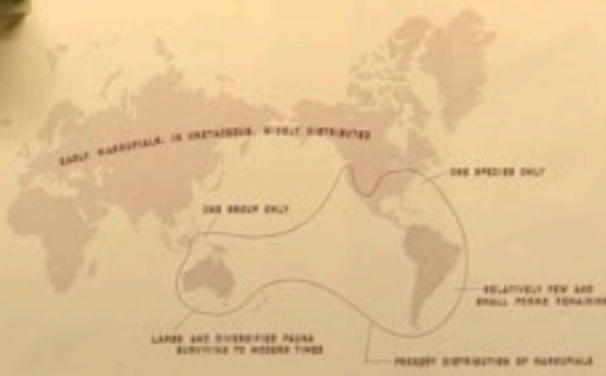 EARLY MARSUPIALS, IN CRETACEOUS, WIDELY DISTRIBUTED
ONE SPECIES ONLY
ONE GROUP ONLY
RELATIVELY FEW AND
SMALL FORMS REMAINING
LARGE AND DIVERSIFIED FAUNA
SURVIVING TO MODERN TIMES
PRESENT DISTRIBUTION OF MARSUPIALS